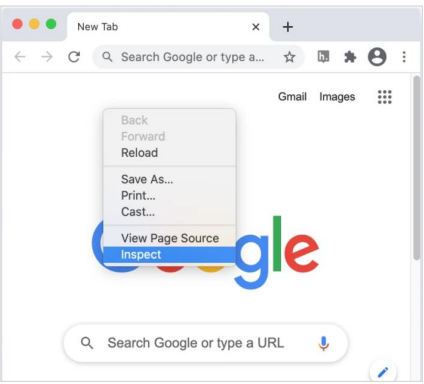 New Tab
Search Google or type a...
Gmail Images
Back
Forward
Reload
Save As...
Print...
Cast...
View Page Source
Inspect
gle
Search Google or type a URL